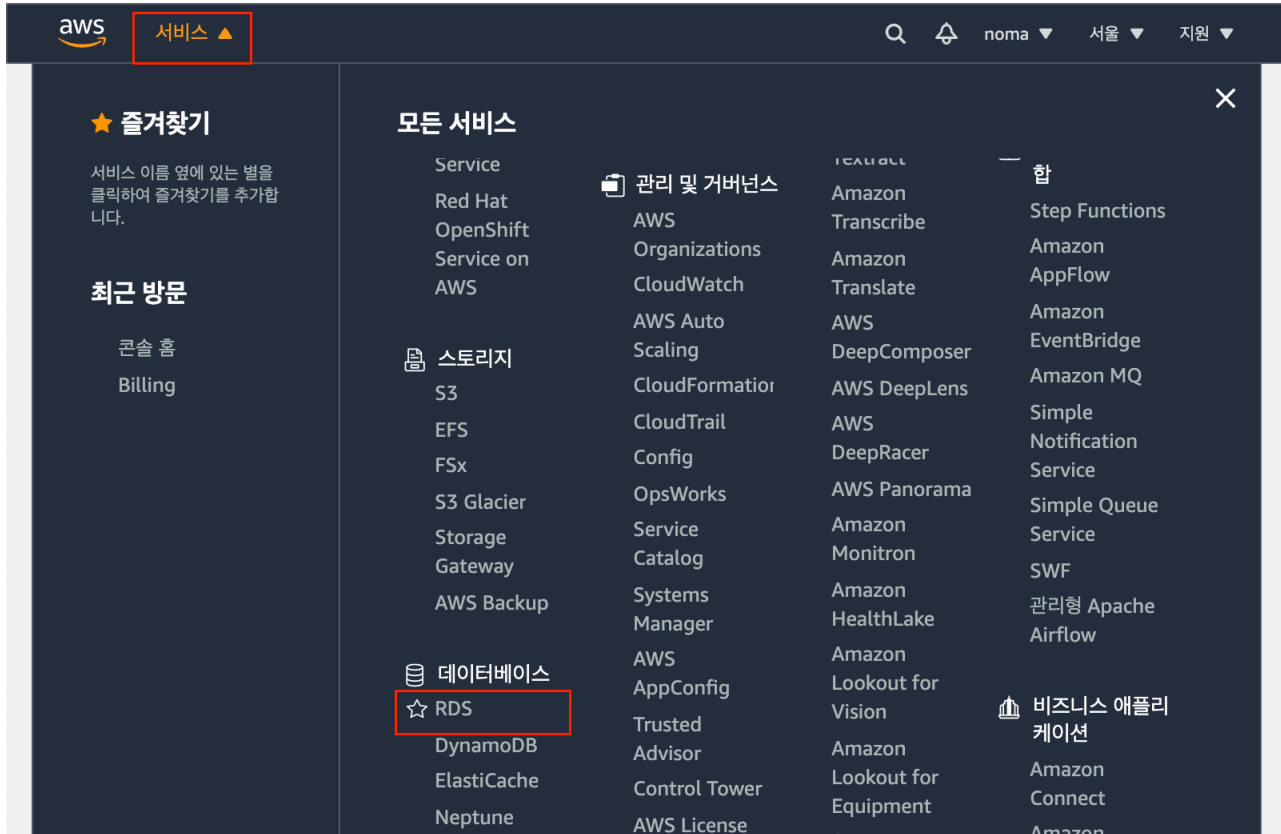 aws
서비스 ▲
noma ▼
서울 ▼
지원 ▼
즐겨찾기
서비스 이름 옆에 있는 별을
클릭하여 즐겨찾기를 추가합
니다.
최근 방문
콘솔 홈
Billing
모든 서비스
Service
Red Hat
OpenShift
Service on
AWS
스토리지
S3
EFS
FSx
S3 Glacier
Storage
Gateway
AWS Backup
데이터베이스
RDS
DynamoDB
ElastiCache
Neptune
관리 및 거버넌스
AWS
Organizations
CloudWatch
AWS Auto
Scaling
CloudFormation
CloudTrail
Config
OpsWorks
Service
Catalog
Systems
Manager
AWS
AppConfig
Trusted
Advisor
Control Tower
AWS License
Textract
Amazon
Transcribe
Amazon
Translate
AWS
DeepComposer
AWS DeepLens
AWS
DeepRacer
AWS Panorama
Amazon
Monitron
Amazon
HealthLake
Amazon
Lookout for
Vision
Amazon
Lookout for
Equipment
합
Step Functions
Amazon
AppFlow
Amazon
EventBridge
Amazon MQ
Simple
Notification
Service
Simple Queue
Service
SWF
관리형 Apache
Airflow
비즈니스 애플리
케이션
Amazon
Connect
Amazon